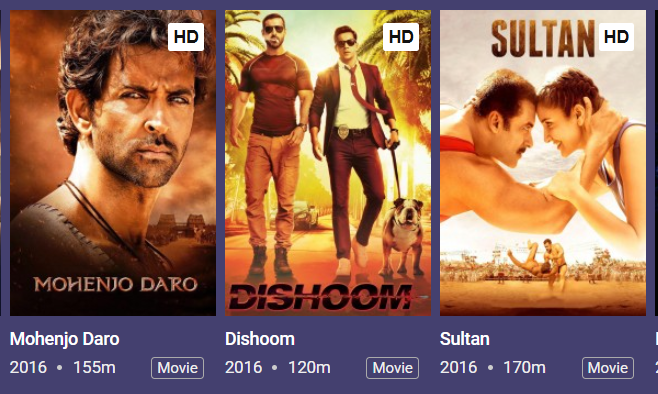 HD
MOHENJO DARO
Mohenjo Daro
2016 • 155m Movie
HD
DISHOOM
Dishoom
2016 • 120m Movie
SULTAN HD
Sultan
2016 • 170m Movie